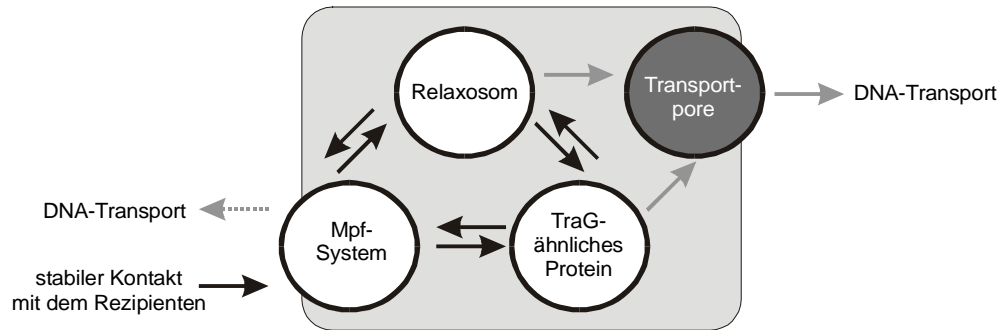 Relaxosom
Transport-
pore
DNA-Transport
DNA-Transport
Mpf-
System
TraG-
ähnliches
Protein
stabiler Kontakt
mit dem Rezipienten